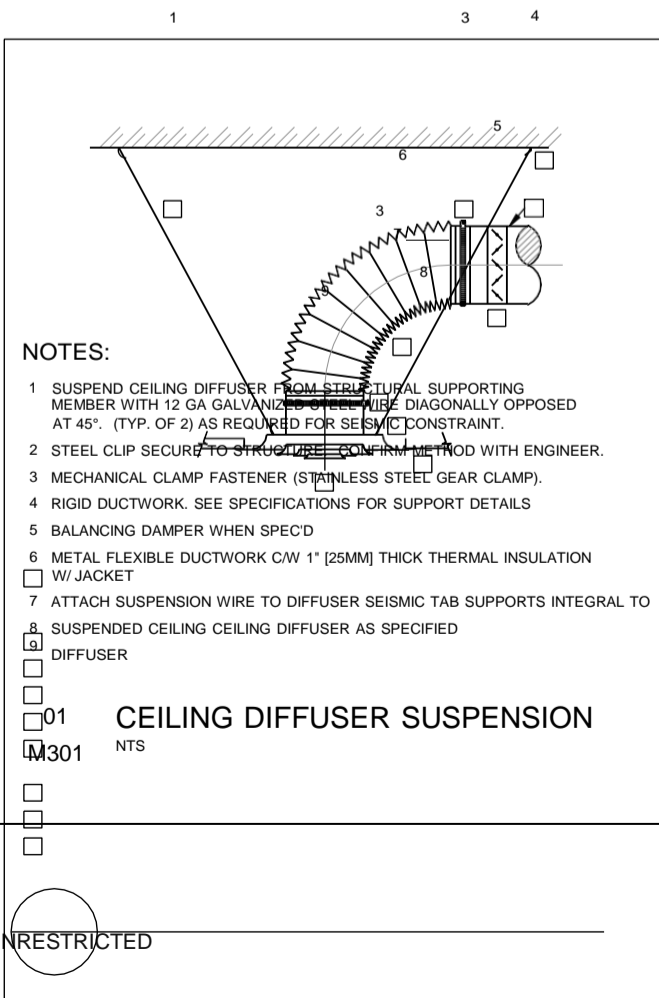 1 3 4
5
6
3
7
8
9
NOTES:
1 SUSPEND CEILING DIFFUSER FROM STRUCTURAL SUPPORTING
MEMBER WITH 12 GA GALVANIZED STEEL WIRE DIAGONALLY OPPOSED
AT 45°. (TYP. OF 2) AS REQUIRED FOR SEISMIC CONSTRAINT.
2 STEEL CLIP SECURE TO STRUCTURE. CONFIRM METHOD WITH ENGINEER.
3 MECHANICAL CLAMP FASTENER (STAINLESS STEEL GEAR CLAMP).
4 RIGID DUCTWORK. SEE SPECIFICATIONS FOR SUPPORT DETAILS
5 BALANCING DAMPER WHEN SPEC'D
6 METAL FLEXIBLE DUCTWORK C/W 1" [25MM] THICK THERMAL INSULATION
W/ JACKET
7 ATTACH SUSPENSION WIRE TO DIFFUSER SEISMIC TAB SUPPORTS INTEGRAL TO
8 SUSPENDED CEILING CEILING DIFFUSER AS SPECIFIED
9 DIFFUSER
01 CEILING DIFFUSER SUSPENSION
M301 NTS
NRESTRICTED